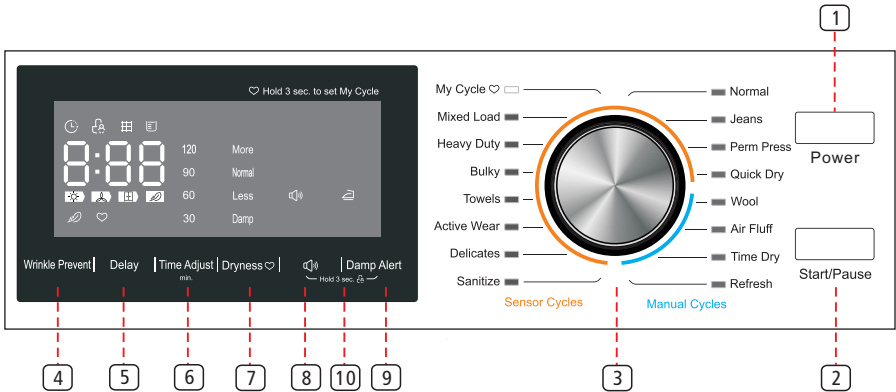 1
♡ Hold 3 sec. to set My Cycle
8:88
120 More
90 Normal
60 Less
30 Damp
Wrinkle Prevent
Delay
Time Adjust
min.
Dryness ♡
Damp Alert
Hold 3 sec.
My Cycle ♡
Mixed Load
Heavy Duty
Bulky
Towels
Active Wear
Delicates
Sanitize
Sensor Cycles
Normal
Jeans
Perm Press
Quick Dry
Wool
Air Fluff
Time Dry
Refresh
Manual Cycles
Power
Start/Pause
4
5
6
7
8
10
9
3
2